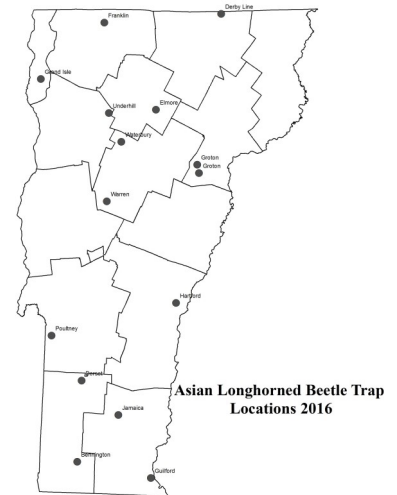 Derby Line
Franklin
Grand Isle
Underhill
Elmore
Waterbury
Groton
Groton
Warren
Hartford
Poultney
Dorset
Asian Longhorned Beetle Trap
Locations 2016
Jamaica
Bennington
Guilford